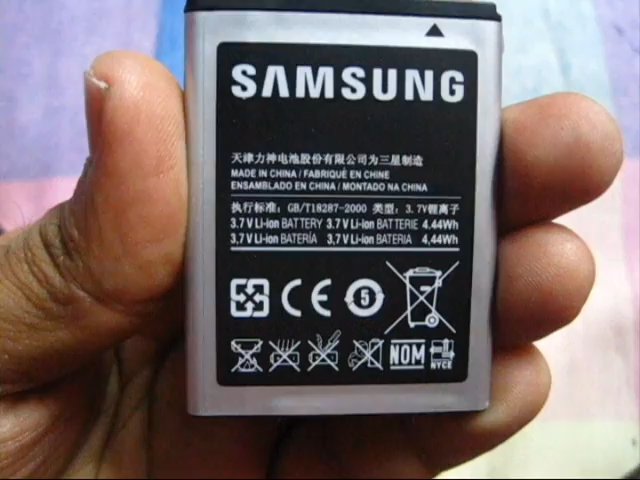 SAMSUNG
天津力神电池股份有限公司为三星制造
MADE IN CHINA / FABRIQUÉ EN CHINE
ENSAMBLADO EN CHINA / MONTADO NA CHINA
执行标准: GB/T18287-2000 类型: 3.7V锂离子
3.7 V Li-ion BATTERY 3.7 V Li-ion BATTERIE 4.44Wh
3,7 V Li-ion BATERÍA 3,7 V Li-ion BATERIA 4,44Wh
CE 5
NOM NYCE